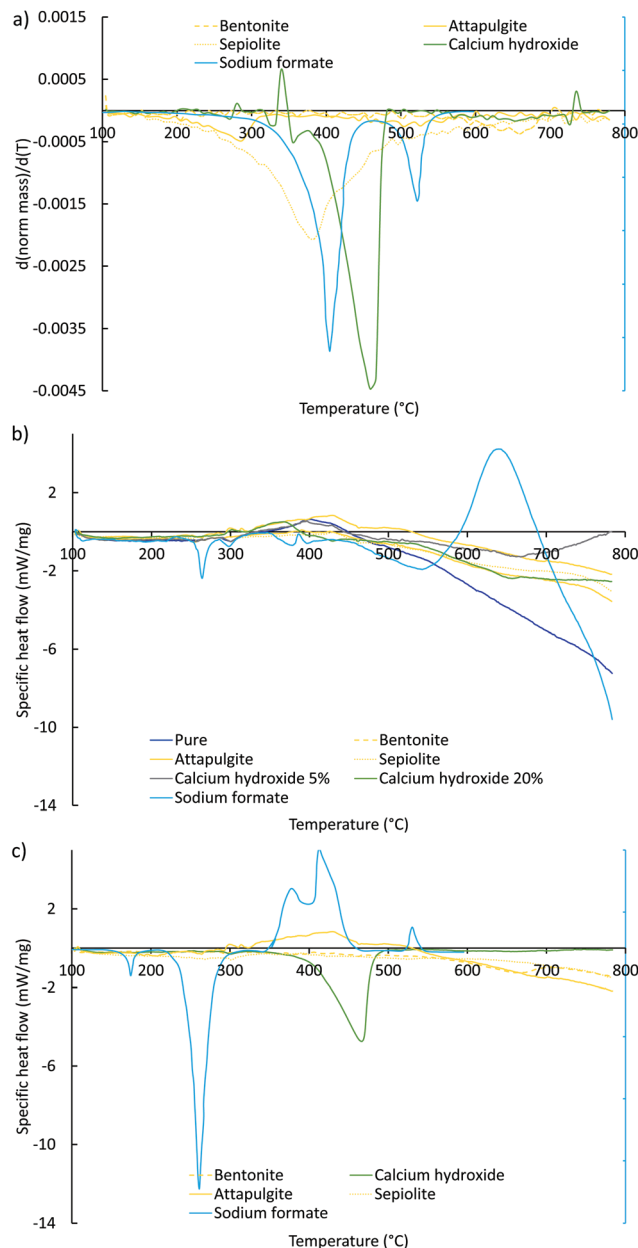 a)
0.0015
Bentonite Attapulgite
Sepiolite Calcium hydroxide
Sodium formate
0.0005
100 200 300 400 500 600 700 800
-0.0005
-0.0015
-0.0025
-0.0035
-0.0045
d(norm mass)/d(T)
Temperature (°C)
b)
2
100 200 300 400 500 600 700 800
-2
-6
-10
-14
Specific heat flow (mW/mg)
Pure Bentonite
Attapulgite Sepiolite
Calcium hydroxide 5% Calcium hydroxide 20%
Sodium formate
Temperature (°C)
c)
2
100 200 300 400 500 600 700 800
-2
-6
-10
-14
Specific heat flow (mW/mg)
Bentonite Calcium hydroxide
Attapulgite Sepiolite
Sodium formate
Temperature (°C)